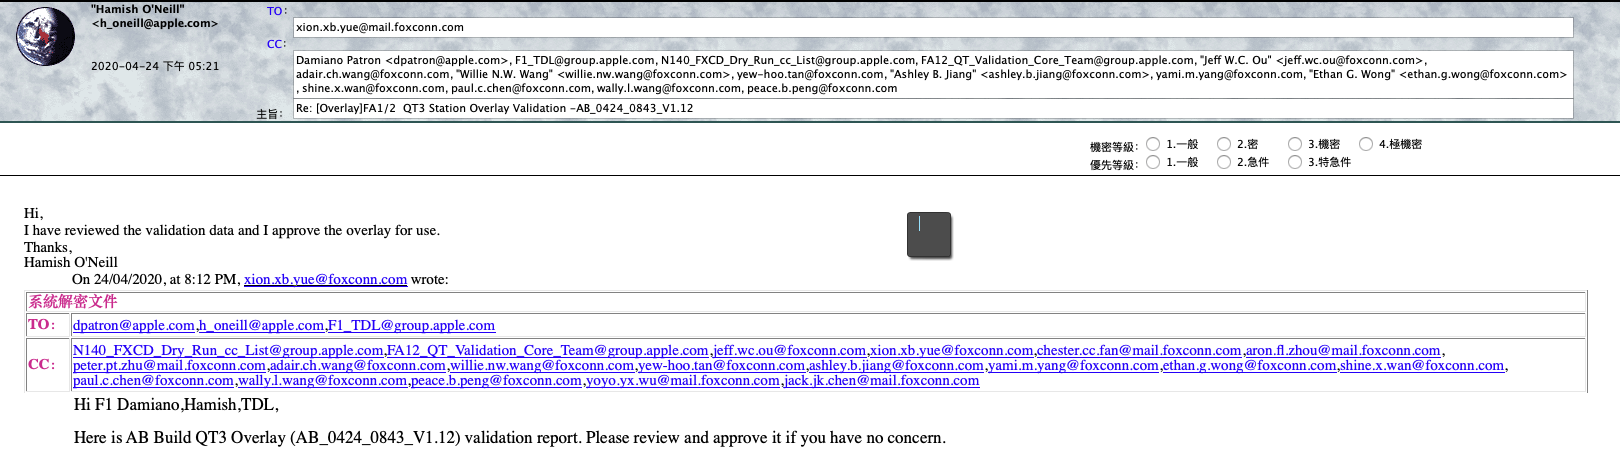 "Hamish O'Neill"
<h_oneill@apple.com>
2020-04-24 下午 05:21
TO:
xion.xb.yue@mail.foxconn.com
CC:
Damiano Patron <dpatron@apple.com>, F1_TDL@group.apple.com, N140_FXCD_Dry_Run_cc_List@group.apple.com, FA12_QT_Validation_Core_Team@group.apple.com, "Jeff W.C. Ou" <jeff.wc.ou@foxconn.com>,
adair.ch.wang@foxconn.com, "Willie N.W. Wang" <willie.nw.wang@foxconn.com>, yew-hoo.tan@foxconn.com, "Ashley B. Jiang" <ashley.b.jiang@foxconn.com>, yami.m.yang@foxconn.com, "Ethan G. Wong" <ethan.g.wong@foxconn.com>
, shine.x.wan@foxconn.com, paul.c.chen@foxconn.com, wally.l.wang@foxconn.com, peace.b.peng@foxconn.com
主旨:
Re: [Overlay]FA1/2  QT3 Station Overlay Validation -AB_0424_0843_V1.12
機密等級: 1.一般 2.密 3.機密 4.極機密
優先等級: 1.一般 2.急件 3.特急件
Hi,
I have reviewed the validation data and I approve the overlay for use.
Thanks,
Hamish O'Neill
On 24/04/2020, at 8:12 PM, xion.xb.yue@foxconn.com wrote:
系統解密文件
TO: dpatron@apple.com,h_oneill@apple.com,F1_TDL@group.apple.com
CC:
N140_FXCD_Dry_Run_cc_List@group.apple.com,FA12_QT_Validation_Core_Team@group.apple.com,jeff.wc.ou@foxconn.com,xion.xb.yue@foxconn.com,chester.cc.fan@mail.foxconn.com,aron.fl.zhou@mail.foxconn.com,
peter.pt.zhu@mail.foxconn.com,adair.ch.wang@foxconn.com,willie.nw.wang@foxconn.com,yew-hoo.tan@foxconn.com,ashley.b.jiang@foxconn.com,yami.m.yang@foxconn.com,ethan.g.wong@foxconn.com,shine.x.wan@foxconn.com,
paul.c.chen@foxconn.com,wally.l.wang@foxconn.com,peace.b.peng@foxconn.com,yoyo.yx.wu@mail.foxconn.com,jack.jk.chen@mail.foxconn.com
Hi F1 Damiano,Hamish,TDL,
Here is AB Build QT3 Overlay (AB_0424_0843_V1.12) validation report. Please review and approve it if you have no concern.